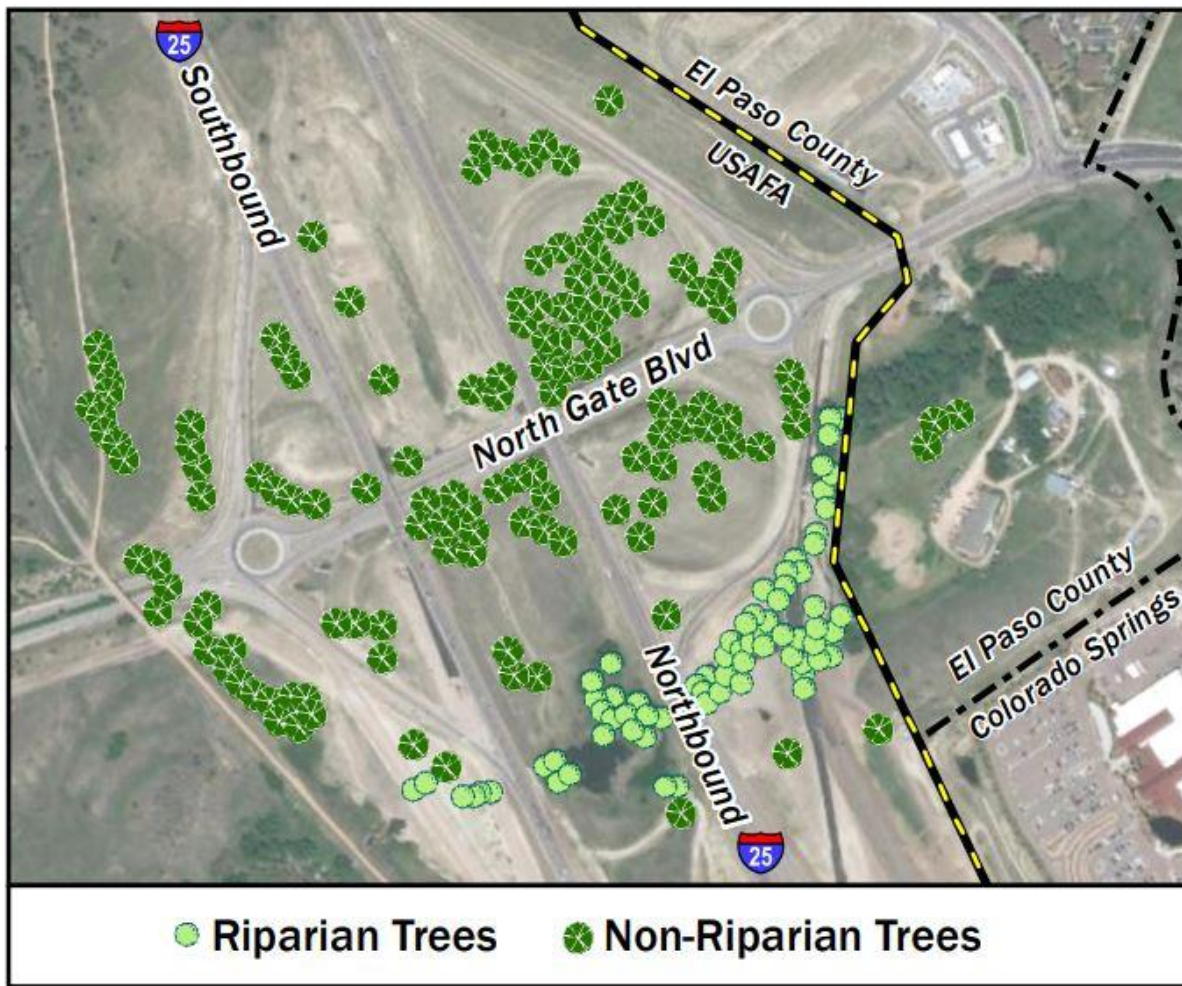 25
Southbound
El Paso County
USAFA
North Gate Blvd
El Paso County
Colorado Springs
Northbound
25
Riparian Trees
Non-Riparian Trees